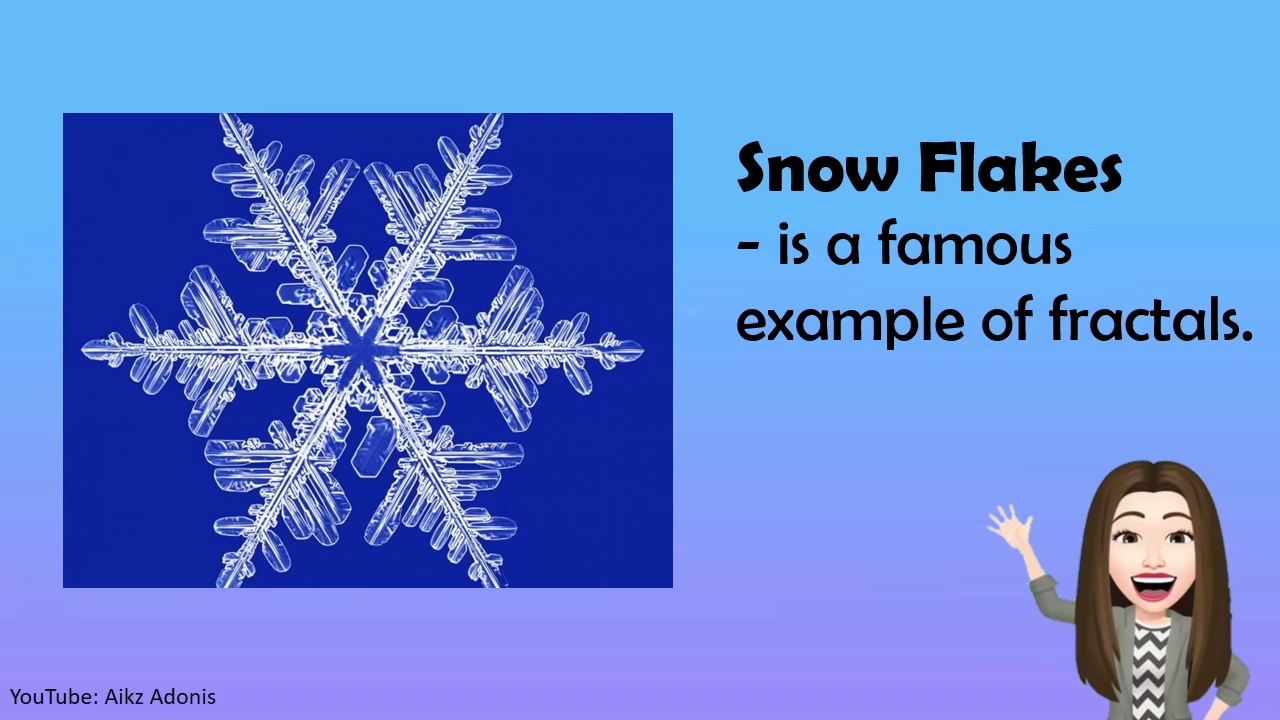 Snow Flakes
- is a famous
example of fractals.
YouTube: Aikz Adonis